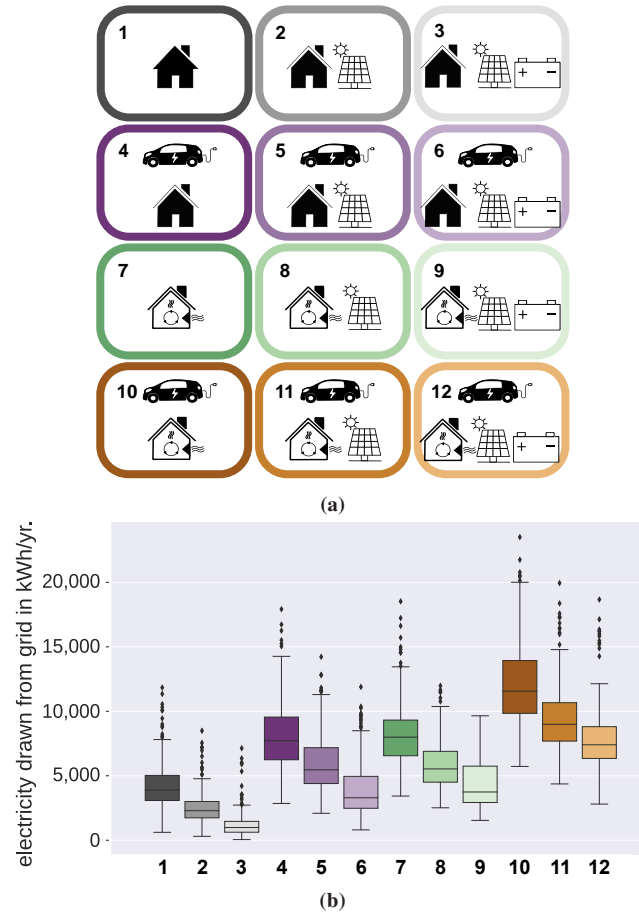 1 2 3
+ −
4 5 6
+ −
7 8 9
+ −
10 11 12
+ −
(a)
electricity drawn from grid in kWh/yr.
20,000
15,000
10,000
5,000
0
1 2 3 4 5 6 7 8 9 10 11 12
(b)